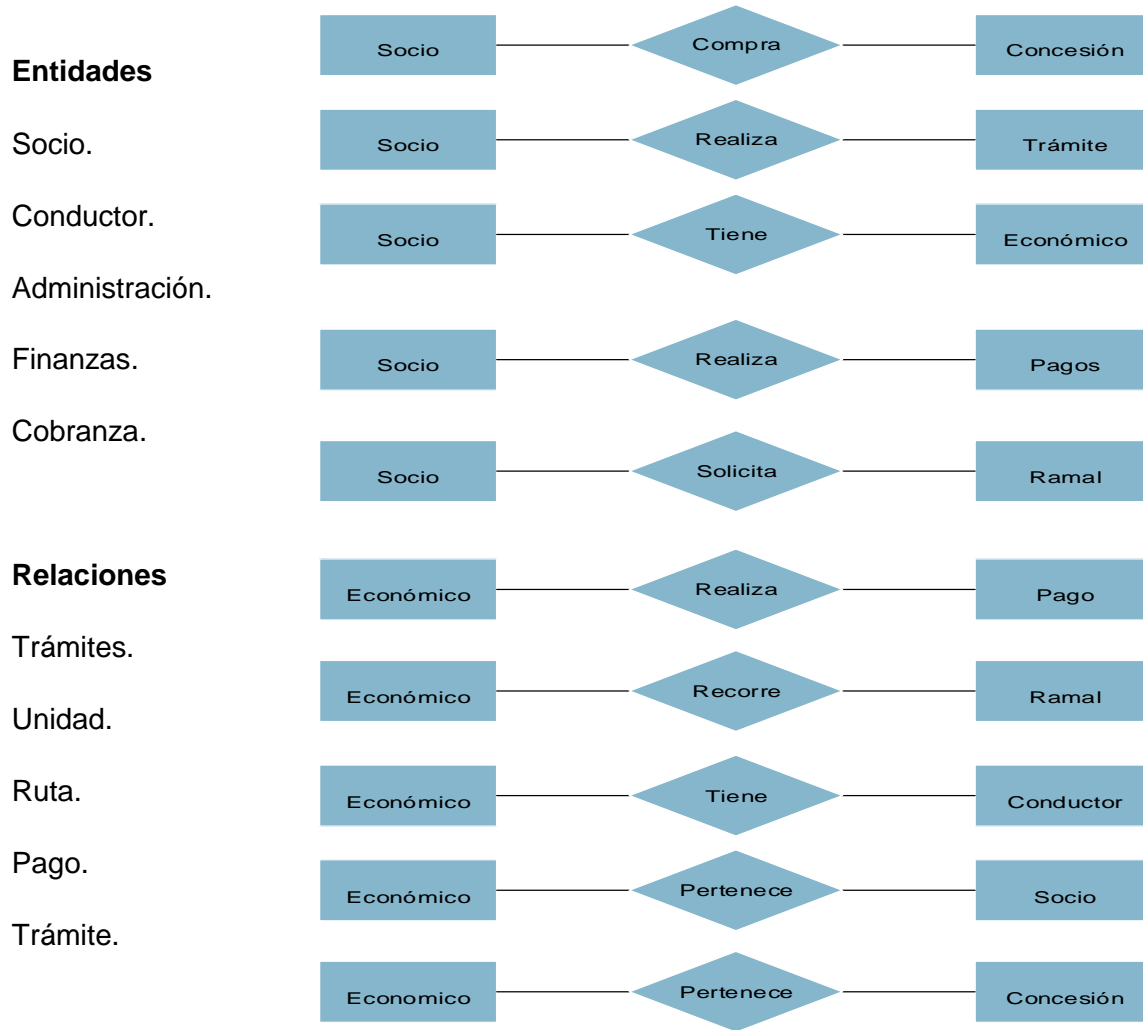 Entidades
Socio.
Conductor.
Administración.
Finanzas.
Cobranza.
Relaciones
Trámites.
Unidad.
Ruta.
Pago.
Trámite.
Socio Compra Concesión
Socio Realiza Trámite
Socio Tiene Económico
Socio Realiza Pagos
Socio Solicita Ramal
Económico Realiza Pago
Económico Recorre Ramal
Económico Tiene Conductor
Económico Pertenece Socio
Economico Pertenece Concesión